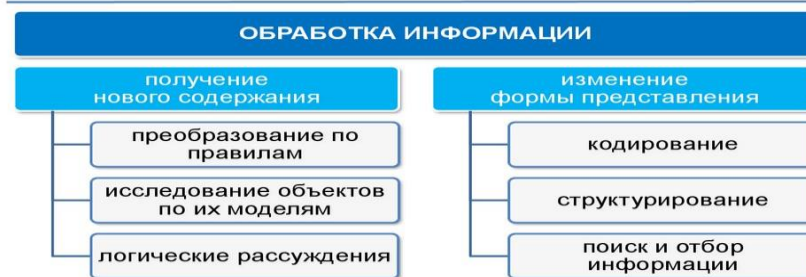 ОБРАБОТКА ИНФОРМАЦИИ
получение
нового содержания
преобразование по
правилам
исследование объектов
по их моделям
логические рассуждения
изменение
формы представления
кодирование
структурирование
поиск и отбор
информации